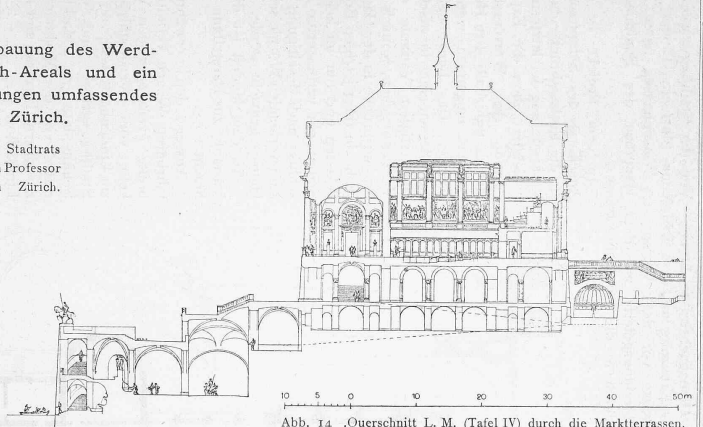 bauung des Werd-
h-Areals und ein
ungen umfassendes
Zürich.
Stadtrats
Professor
Zürich.
10 5 0 10 20 30 40 50m
Abb. 14 . Querschnitt L. M. (Tafel IV) durch die Marktterrassen.